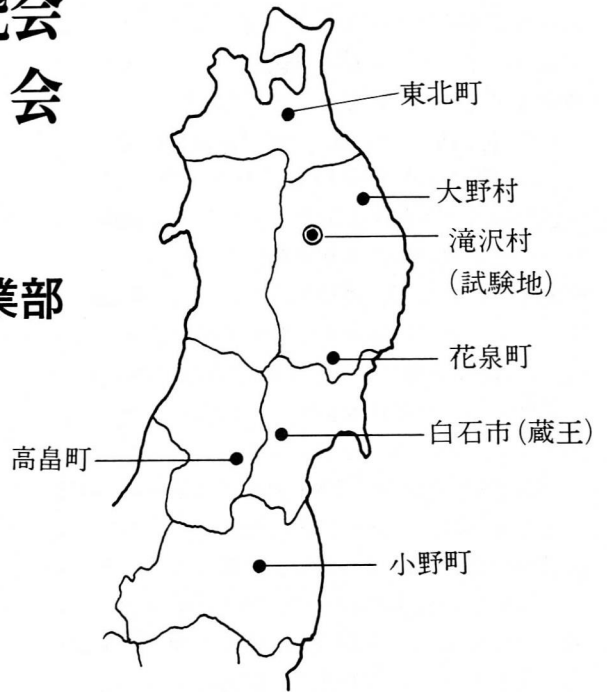 会
会
業部
東北町
大野村
滝沢村
(試験地)
花泉町
白石市(蔵王)
高畠町
小野町